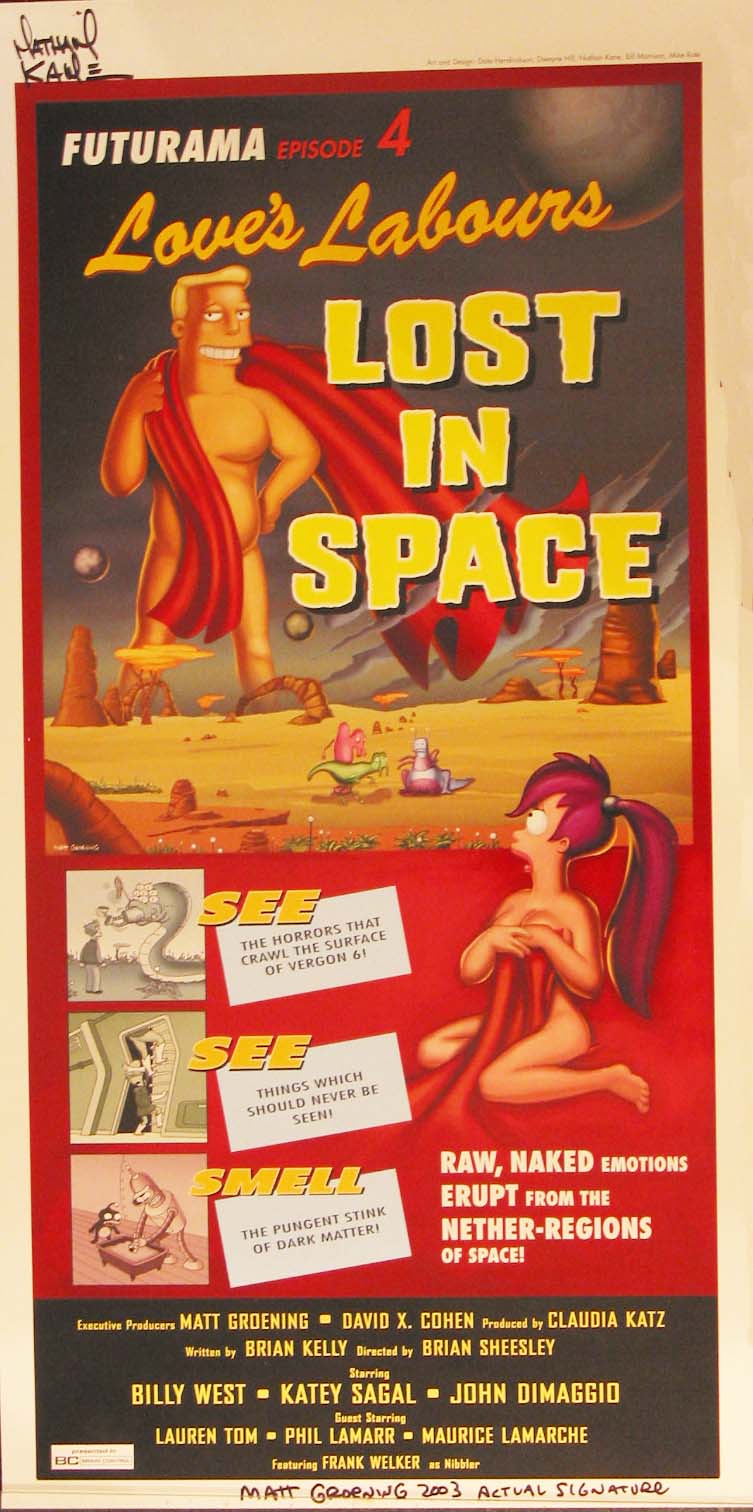 NATHAN
KANE
Art and Design: Dale Hendrickson, Dwayne Hill, Nathan Kane, Bill Morrison, Mike Rote
FUTURAMA EPISODE 4
Love's Labours
LOST
IN
SPACE
MATT GROENING
SEE
THE HORRORS THAT
CRAWL THE SURFACE
OF VERGON 6!
SEE
THINGS WHICH
SHOULD NEVER BE
SEEN!
SMELL
THE PUNGENT STINK
OF DARK MATTER!
RAW, NAKED EMOTIONS
ERUPT FROM THE
NETHER-REGIONS
OF SPACE!
Executive Producers MATT GROENING - DAVID X. COHEN Produced by CLAUDIA KATZ
Written by BRIAN KELLY Directed by BRIAN SHEESLEY
Starring
BILLY WEST - KATEY SAGAL - JOHN DIMAGGIO
Guest Starring
LAUREN TOM - PHIL LAMARR - MAURICE LAMARCHE
Featuring FRANK WELKER as Nibbler
presented in
BC BRAIN CONTROL
MATT GROENING 2003 ACTUAL SIGNATURE